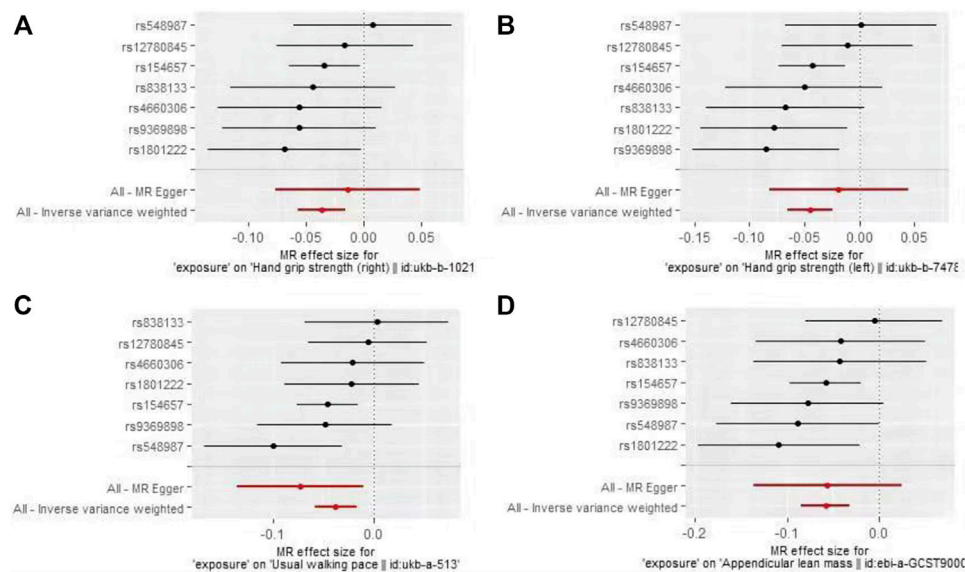 A
rs548987
rs12780845
rs154657
rs838133
rs4660306
rs9369898
rs1801222
All - MR Egger
All - Inverse variance weighted
-0.10 -0.05 0.00 0.05
MR effect size for
'exposure' on 'Hand grip strength (right) || id:ukb-b-1021
B
rs548987
rs12780845
rs154657
rs4660306
rs838133
rs1801222
rs9369898
All - MR Egger
All - Inverse variance weighted
-0.15 -0.10 -0.05 0.00 0.05
MR effect size for
'exposure' on 'Hand grip strength (left) || id:ukb-b-7478
C
rs838133
rs12780845
rs4660306
rs1801222
rs154657
rs9369898
rs548987
All - MR Egger
All - Inverse variance weighted
-0.1 0.0
MR effect size for
'exposure' on 'Usual walking pace || id:ukb-a-513'
D
rs12780845
rs4660306
rs838133
rs154657
rs9369898
rs548987
rs1801222
All - MR Egger
All - Inverse variance weighted
-0.2 -0.1 0.0
MR effect size for
'exposure' on 'Appendicular lean mass || id:ebi-a-GCST9000